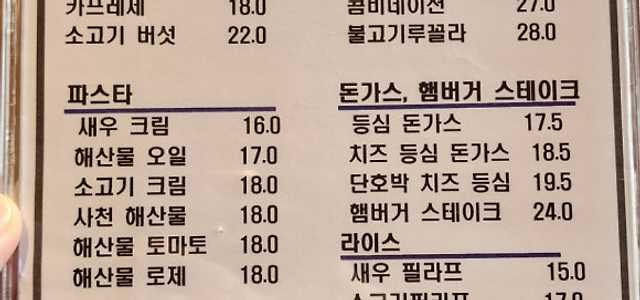 카프레제 18.0
소고기 버섯 22.0
파스타
새우 크림 16.0
해산물 오일 17.0
소고기 크림 18.0
사천 해산물 18.0
해산물 토마토 18.0
해산물 로제 18.0
콤비네이션 27.0
불고기루꼴라 28.0
돈가스, 햄버거 스테이크
등심 돈가스 17.5
치즈 등심 돈가스 18.5
단호박 치즈 등심 19.5
햄버거 스테이크 24.0
라이스
새우 필라프 15.0
소고기필라프 17.0